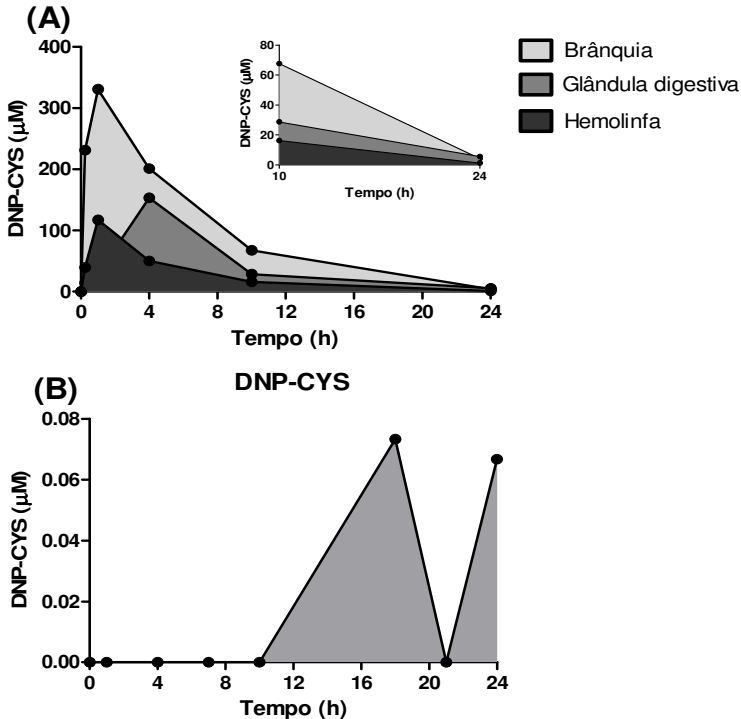 (A)
400
300
200
100
0
DNP-CYS (μM)
0 4 8 12 16 20 24
Tempo (h)
80
60
40
20
0
DNP-CYS (μM)
10 24
Tempo (h)
Brânquia
Glândula digestiva
Hemolinfa
(B)
DNP-CYS
0.08
0.06
0.04
0.02
0.00
DNP-CYS (μM)
0 4 8 12 16 20 24
Tempo (h)